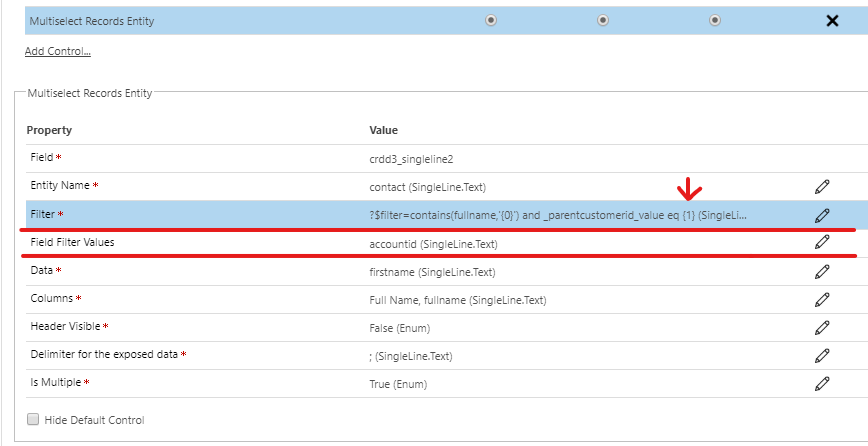 Multiselect Records Entity
Add Control...
Multiselect Records Entity
Property Value
Field * crdd3_singleline2
Entity Name * contact (SingleLine.Text)
Filter * ?$filter=contains(fullname,'{0}') and _parentcustomerid_value eq {1} (SingleLi...
Field Filter Values accountid (SingleLine.Text)
Data * firstname (SingleLine.Text)
Columns * Full Name, fullname (SingleLine.Text)
Header Visible * False (Enum)
Delimiter for the exposed data * ; (SingleLine.Text)
Is Multiple * True (Enum)
Hide Default Control